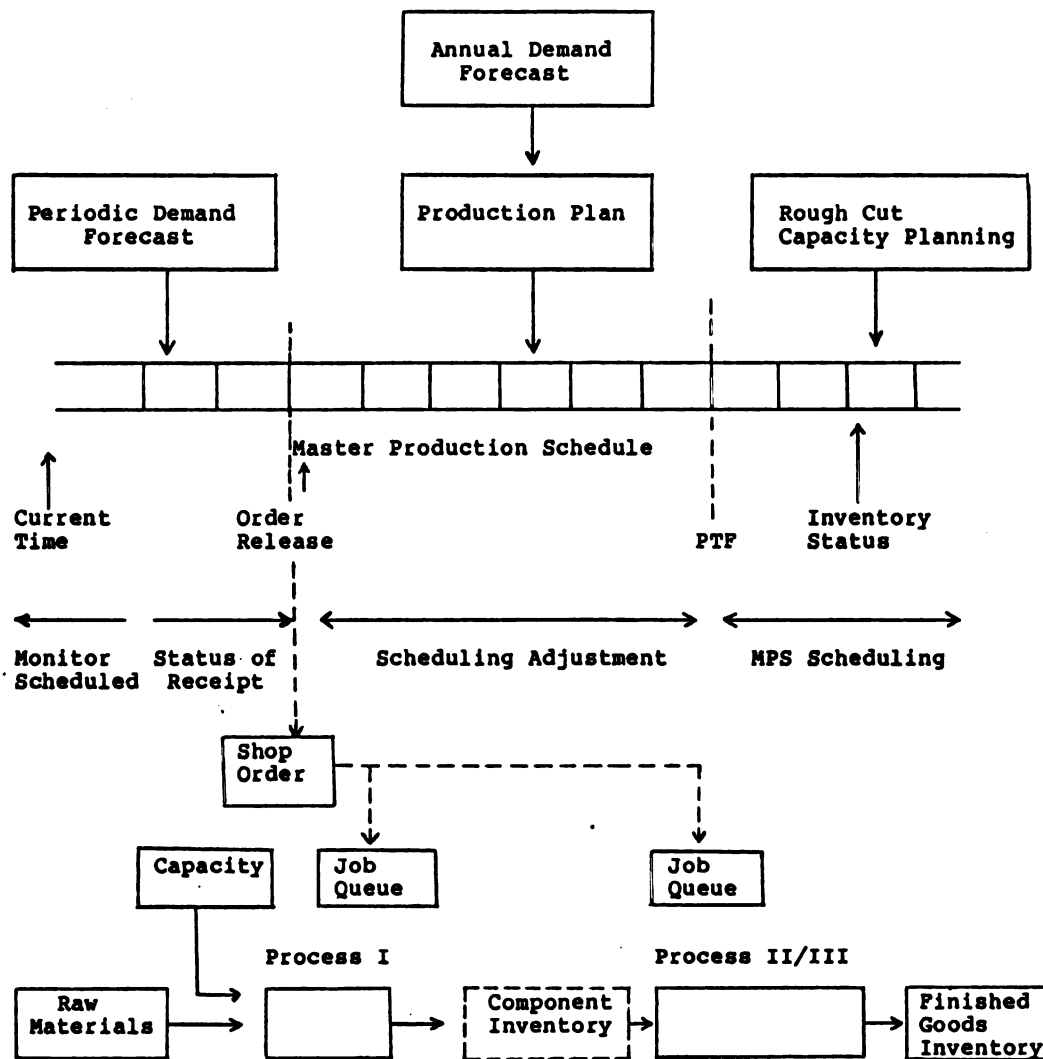 Annual Demand
Forecast
Periodic Demand
Forecast
Production Plan
Rough Cut
Capacity Planning
Master Production Schedule
Current
Time
Order
Release
PTF
Inventory
Status
Monitor
Scheduled
Status of
Receipt
Scheduling Adjustment
MPS Scheduling
Shop
Order
Capacity
Job
Queue
Job
Queue
Process I
Process II/III
Raw
Materials
Component
Inventory
Finished
Goods
Inventory